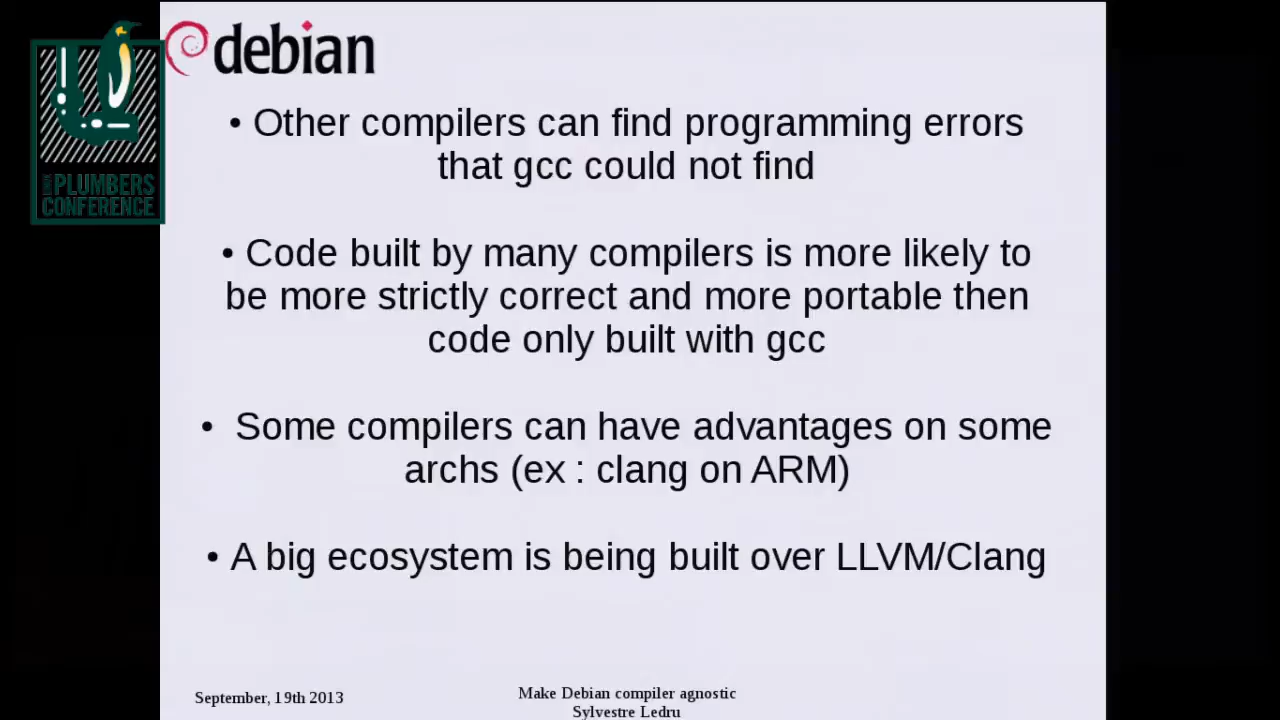 debian
LINUX
PLUMBERS
CONFERENCE
• Other compilers can find programming errors
that gcc could not find
• Code built by many compilers is more likely to
be more strictly correct and more portable then
code only built with gcc
• Some compilers can have advantages on some
archs (ex : clang on ARM)
• A big ecosystem is being built over LLVM/Clang
September, 19th 2013
Make Debian compiler agnostic
Sylvestre Ledru